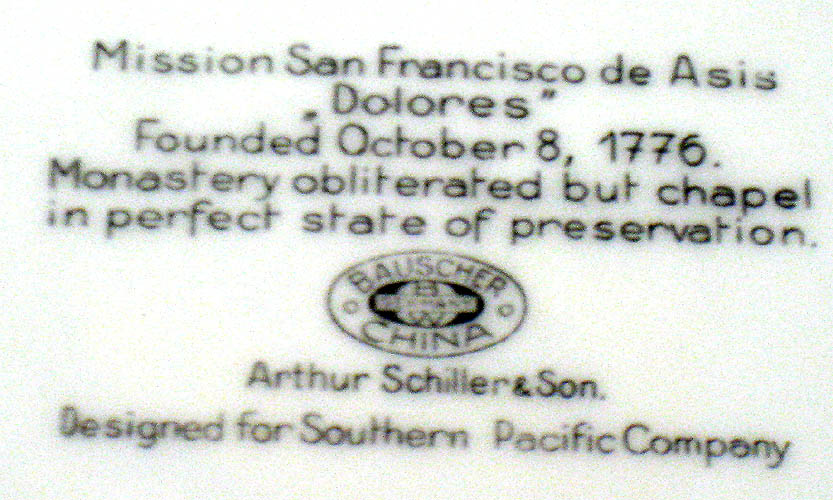 Mission San Francisco de Asis
„Dolores”
Founded October 8, 1776.
Monastery obliterated but chapel
in perfect state of preservation.
BAUSCHER
B
W
CHINA
Arthur Schiller & Son.
Designed for Southern Pacific Company